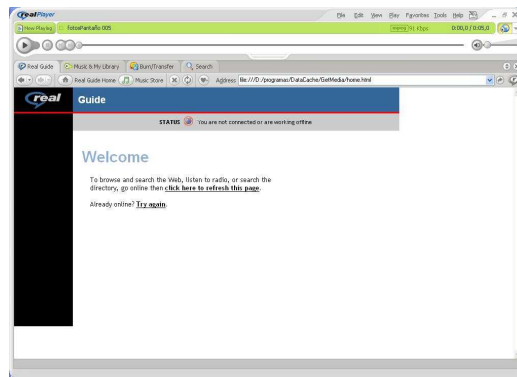 RealPlayer File Edit View Play Favorites Tools Help
Now Playing fotosPantaño 005 91 Kbps 0:00,0 / 0:05,0
Real Guide Music & My Library Burn/Transfer Search
Real Guide Home Music Store Address file:///D:/programas/DataCache/GetMedia/home.html
real Guide
STATUS You are not connected or are working offline
Welcome
To browse and search the Web, listen to radio, or search the
directory, go online then click here to refresh this page.
Already online? Try again.